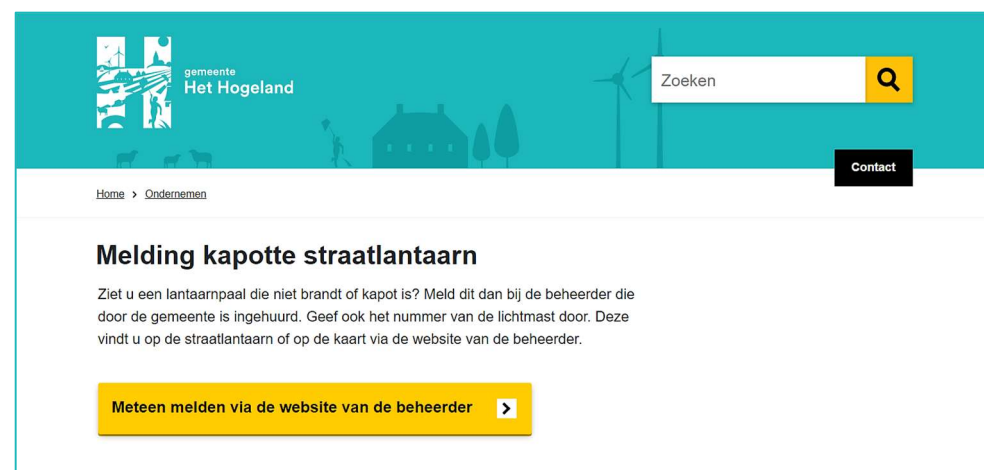 gemeente
Het Hogeland
Zoeken
Contact
Home > Ondernemen
Melding kapotte straatlantaarn
Ziet u een lantaarnpaal die niet brandt of kapot is? Meld dit dan bij de beheerder die
door de gemeente is ingehuurd. Geef ook het nummer van de lichtmast door. Deze
vindt u op de straatlantaarn of op de kaart via de website van de beheerder.
Meteen melden via de website van de beheerder